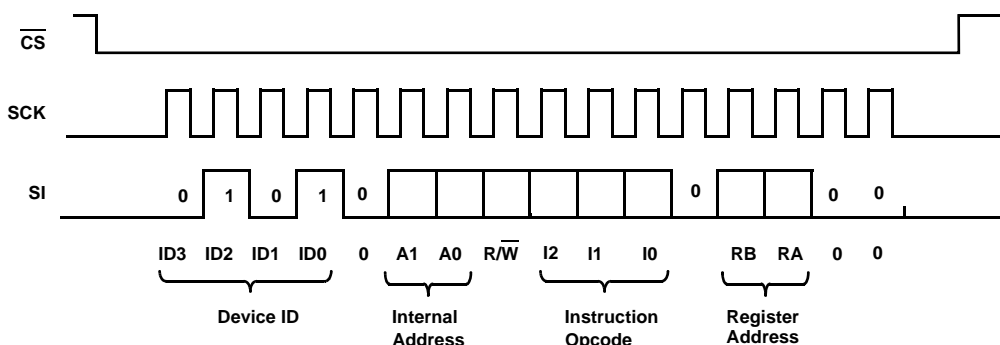 CS
SCK
SI
0 1 0 1 0 0 0 0
ID3 ID2 ID1 ID0 0 A1 A0 R/W I2 I1 I0 RB RA 0 0
Device ID
Internal
Address
Instruction
Opcode
Register
Address